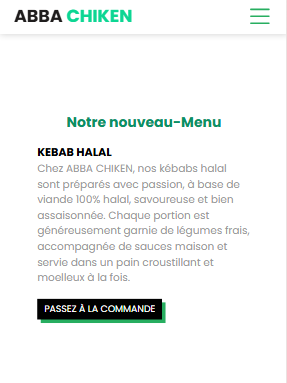 ABBA CHIKEN
Notre nouveau-Menu
KEBAB HALAL
Chez ABBA CHIKEN, nos kébabs halal
sont préparés avec passion, à base de
viande 100% halal, savoureuse et bien
assaisonnée. Chaque portion est
généreusement garnie de légumes frais,
accompagnée de sauces maison et
servie dans un pain croustillant et
moelleux à la fois.
PASSEZ À LA COMMANDE